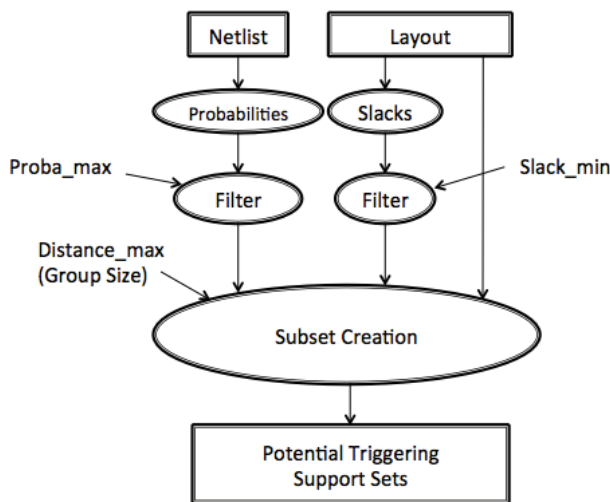 Netlist
Layout
Probabilities
Slacks
Proba_max
Slack_min
Filter
Filter
Distance_max
(Group Size)
Subset Creation
Potential Triggering
Support Sets